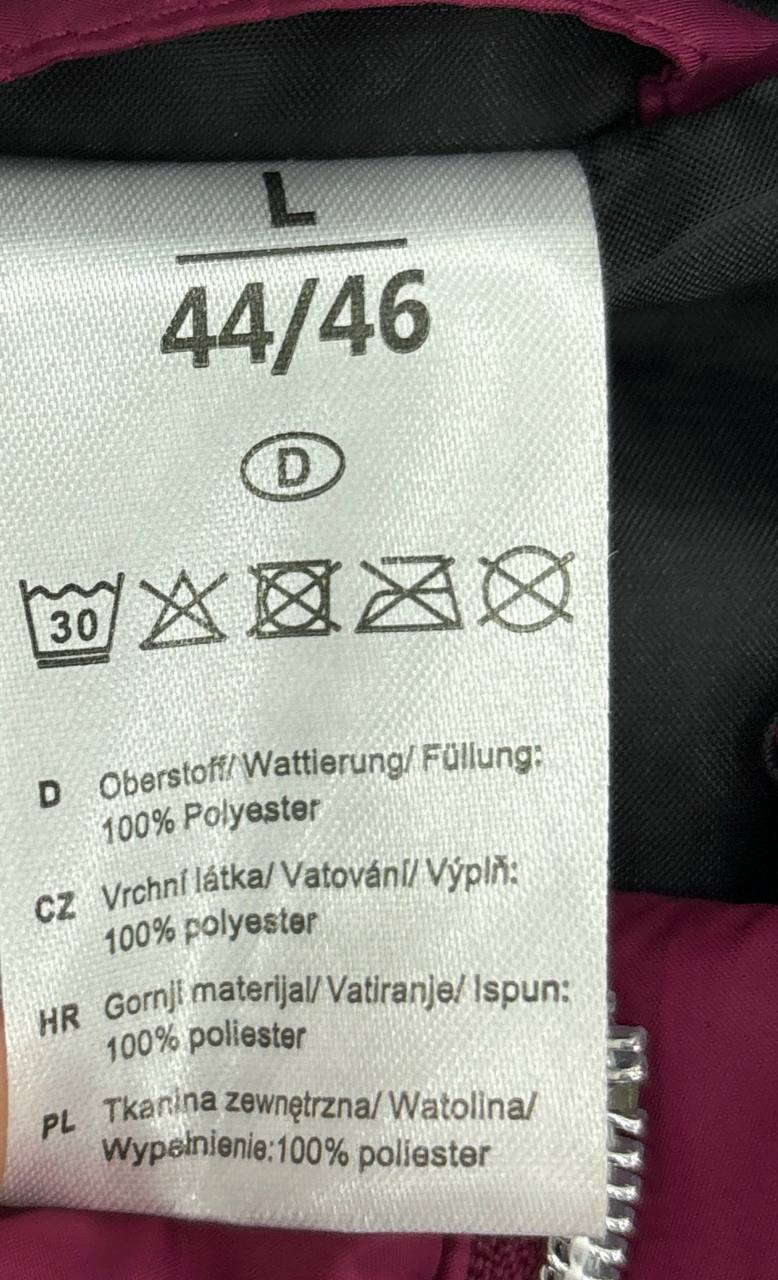 L
44/46
D
30
D Oberstoff/ Wattierung/ Füllung:
100% Polyester
CZ Vrchní látka/ Vatování/ Výplň:
100% polyester
HR Gornji materijal/ Vatiranje/ Ispun:
100% poliester
PL Tkanina zewnętrzna/ Watolina/
Wypełnienie:100% poliester